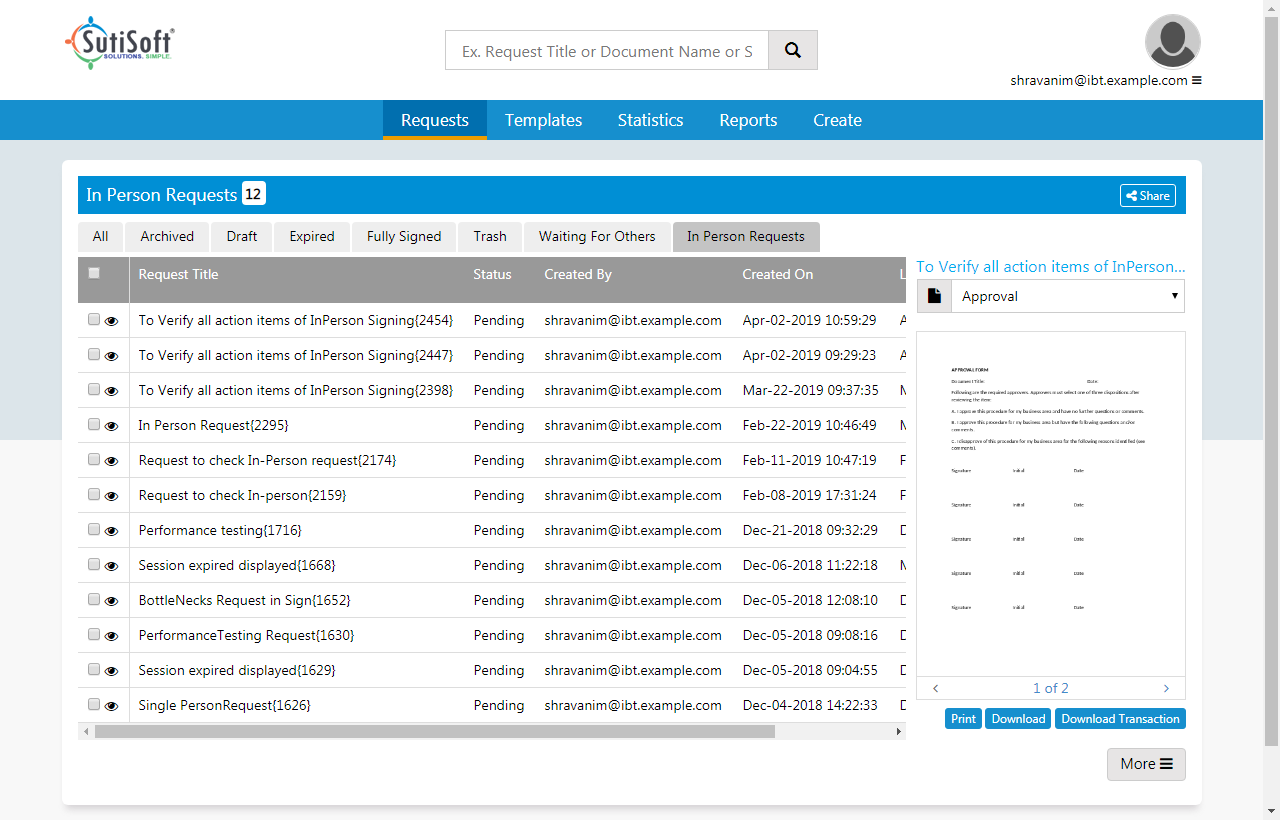 SutiSoft®
SOLUTIONS. SIMPLE.
Ex. Request Title or Document Name or S
shravanim@ibt.example.com
Requests Templates Statistics Reports Create
In Person Requests 12
Share
All Archived Draft Expired Fully Signed Trash Waiting For Others In Person Requests
Request Title Status Created By Created On L
To Verify all action items of InPerson Signing{2454} Pending shravanim@ibt.example.com Apr-02-2019 10:59:29 A
To Verify all action items of InPerson Signing{2447} Pending shravanim@ibt.example.com Apr-02-2019 09:29:23 A
To Verify all action items of InPerson Signing{2398} Pending shravanim@ibt.example.com Mar-22-2019 09:37:35 M
In Person Request{2295} Pending shravanim@ibt.example.com Feb-22-2019 10:46:49 M
Request to check In-Person request{2174} Pending shravanim@ibt.example.com Feb-11-2019 10:47:19 F
Request to check In-person{2159} Pending shravanim@ibt.example.com Feb-08-2019 17:31:24 F
Performance testing{1716} Pending shravanim@ibt.example.com Dec-21-2018 09:32:29 D
Session expired displayed{1668} Pending shravanim@ibt.example.com Dec-06-2018 11:22:18 M
BottleNecks Request in Sign{1652} Pending shravanim@ibt.example.com Dec-05-2018 12:08:10 D
PerformanceTesting Request{1630} Pending shravanim@ibt.example.com Dec-05-2018 09:08:16 D
Session expired displayed{1629} Pending shravanim@ibt.example.com Dec-05-2018 09:04:55 D
Single PersonRequest{1626} Pending shravanim@ibt.example.com Dec-04-2018 14:22:33 D
To Verify all action items of InPerson...
Approval
APPROVAL FORM
Document Title: Date:
Following are the required approvers. Approvers must select one of three dispositions after
reviewing the item:
A. I approve this procedure for my business area and have no further questions or comments.
B. I approve this procedure for my business area but have the following questions and/or
comments.
C. I disapprove of this procedure for my business area for the following reasons identified (see
comments).
Signature Initial Date
Signature Initial Date
Signature Initial Date
Signature Initial Date
Signature Initial Date
1 of 2
Print Download Download Transaction
More